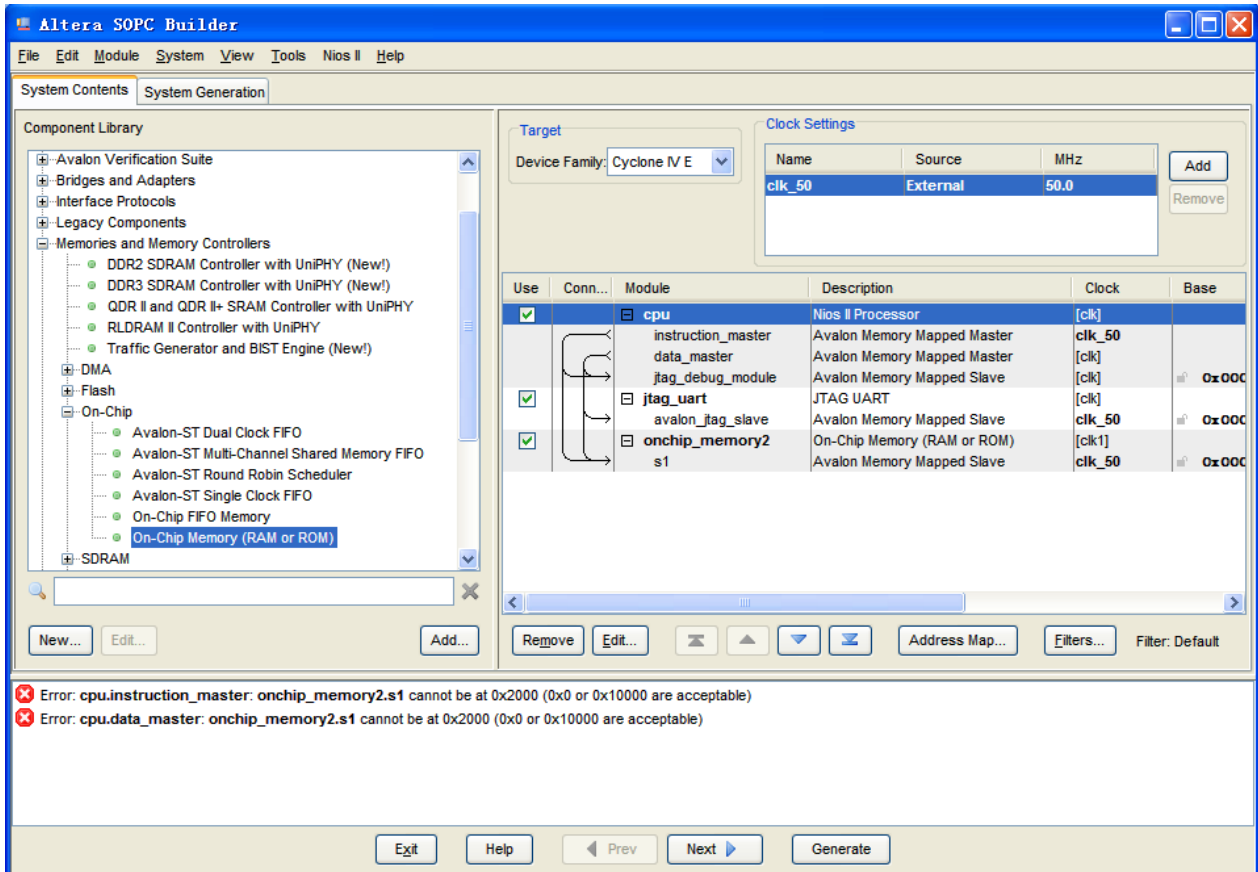 Altera SOPC Builder
File Edit Module System View Tools Nios II Help
System Contents System Generation
Component Library
Avalon Verification Suite
Bridges and Adapters
Interface Protocols
Legacy Components
Memories and Memory Controllers
DDR2 SDRAM Controller with UniPHY (New!)
DDR3 SDRAM Controller with UniPHY (New!)
QDR II and QDR II+ SRAM Controller with UniPHY
RLDRAM II Controller with UniPHY
Traffic Generator and BIST Engine (New!)
DMA
Flash
On-Chip
Avalon-ST Dual Clock FIFO
Avalon-ST Multi-Channel Shared Memory FIFO
Avalon-ST Round Robin Scheduler
Avalon-ST Single Clock FIFO
On-Chip FIFO Memory
On-Chip Memory (RAM or ROM)
SDRAM
New... Edit... Add...
Target
Device Family: Cyclone IV E
Clock Settings
Name Source MHz
clk_50 External 50.0
Add
Remove
Use Conn... Module Description Clock Base
cpu Nios II Processor [clk]
instruction_master Avalon Memory Mapped Master clk_50
data_master Avalon Memory Mapped Master [clk]
jtag_debug_module Avalon Memory Mapped Slave [clk] 0x000
jtag_uart JTAG UART [clk]
avalon_jtag_slave Avalon Memory Mapped Slave clk_50 0x000
onchip_memory2 On-Chip Memory (RAM or ROM) [clk1]
s1 Avalon Memory Mapped Slave clk_50 0x000
Remove Edit... Address Map... Filters... Filter: Default
Error: cpu.instruction_master: onchip_memory2.s1 cannot be at 0x2000 (0x0 or 0x10000 are acceptable)
Error: cpu.data_master: onchip_memory2.s1 cannot be at 0x2000 (0x0 or 0x10000 are acceptable)
Exit Help Prev Next Generate